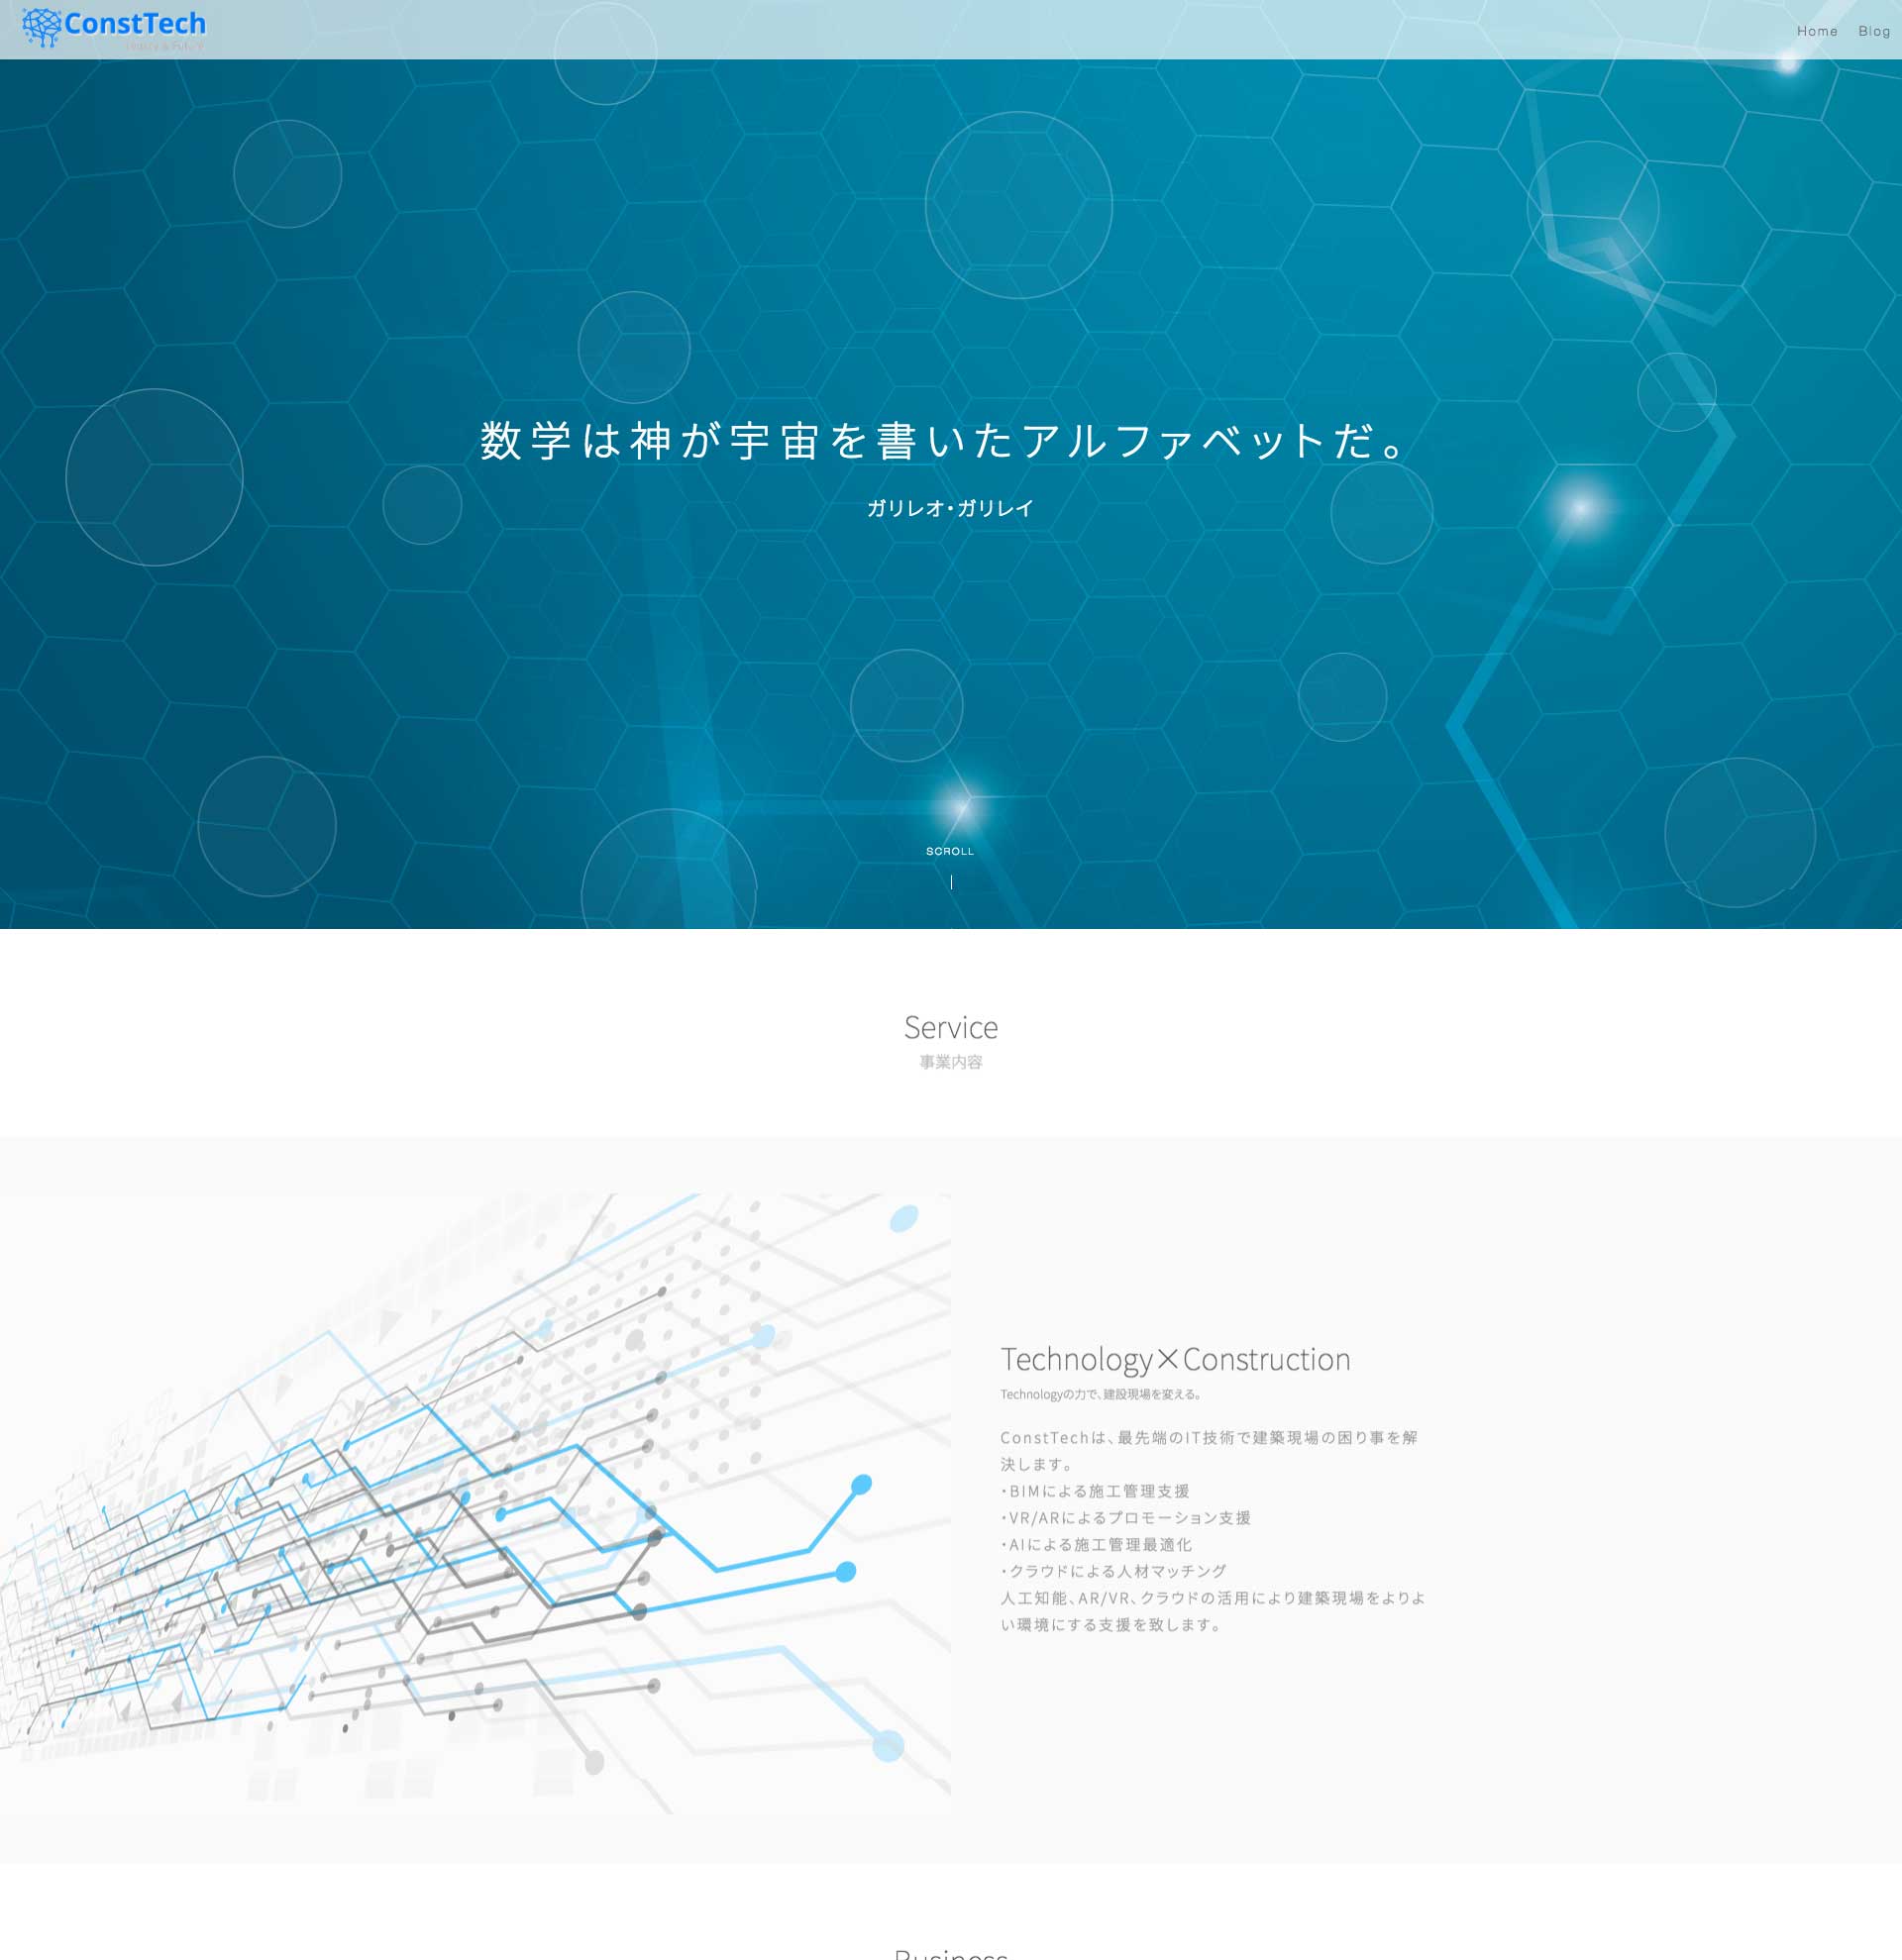 ConstTech
Home Blog
数学は神が宇宙を書いたアルファベットだ。
ガリレオ・ガリレイ
SCROLL
Service
事業内容
Technology×Construction
Technologyの力で、建設現場を変える。
ConstTechは、最先端のIT技術で建築現場の困り事を解
決します。
・BIMによる施工管理支援
・VR/ARによるプロモーション支援
・AIによる施工管理最適化
・クラウドによる人材マッチング
人工知能、AR/VR、クラウドの活用により建築現場をよりよ
い環境にする支援を致します。
Business